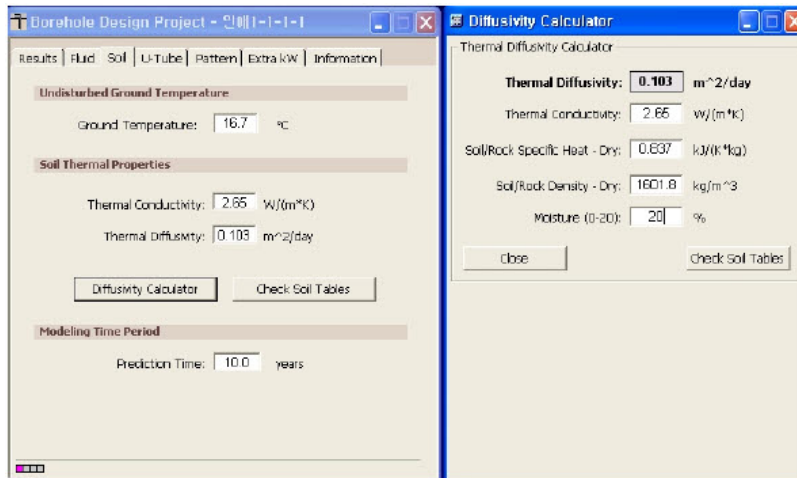 Borehole Design Project - 인예1-1-1-1
Results Fluid Soil U-Tube Pattern Extra kW Information
Undisturbed Ground Temperature
Ground Temperature: 16.7 ºC
Soil Thermal Properties
Thermal Conductivity: 2.65 W/(m*K)
Thermal Diffusivity: 0.103 m^2/day
Diffusivity Calculator Check Soil Tables
Modeling Time Period
Prediction Time: 10.0 years
Diffusivity Calculator
Thermal Diffusivity Calculator
Thermal Diffusivity: 0.103 m^2/day
Thermal Conductivity: 2.65 W/(m*K)
Soil/Rock Specific Heat - Dry: 0.837 kJ/(K*kg)
Soil/Rock Density - Dry: 1601.8 kg/m^3
Moisture (0-20): 20 %
Close Check Soil Tables